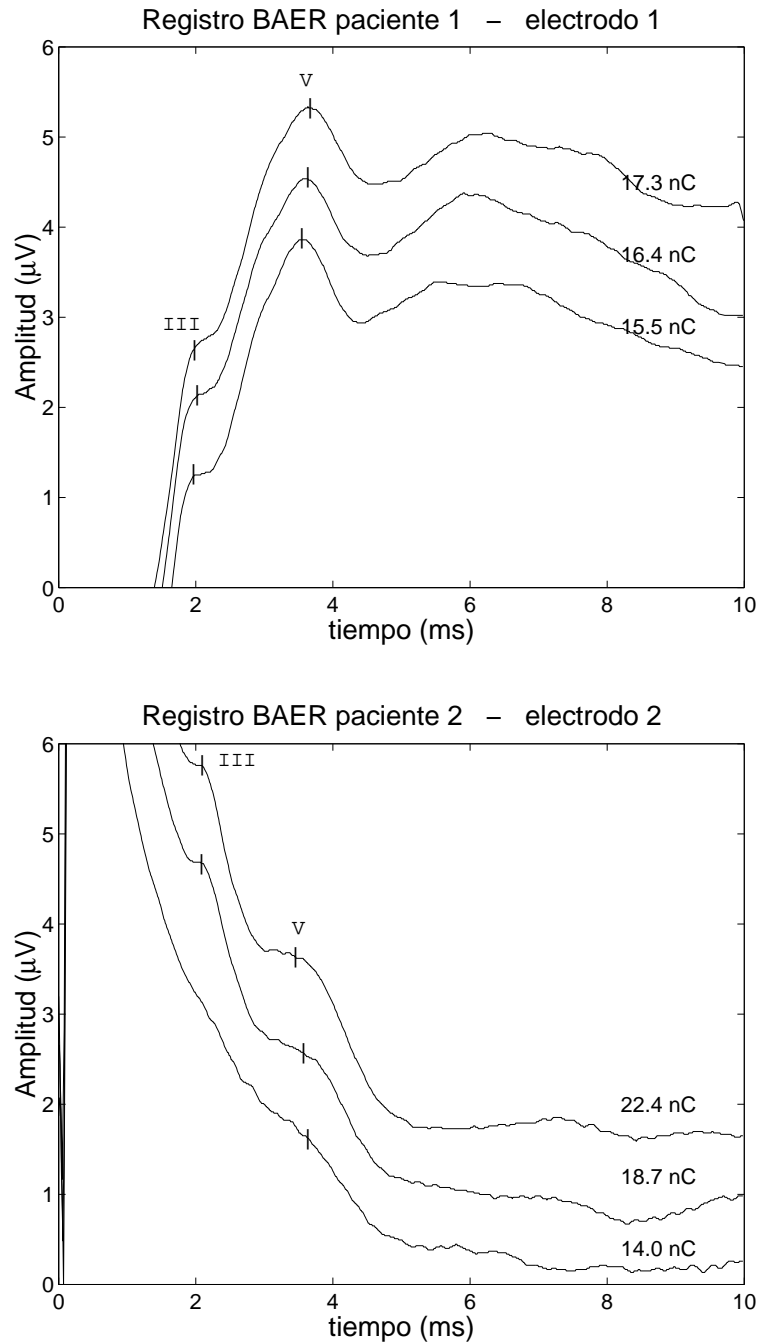 Registro BAER paciente 1 – electrodo 1
6
V
5
17.3 nC
4
16.4 nC
Amplitud (µV)
III
3
15.5 nC
2
1
0
0 2 4 6 8 10
tiempo (ms)
Registro BAER paciente 2 – electrodo 2
6
III
5
4
V
Amplitud (µV)
3
2
22.4 nC
18.7 nC
1
14.0 nC
0
0 2 4 6 8 10
tiempo (ms)